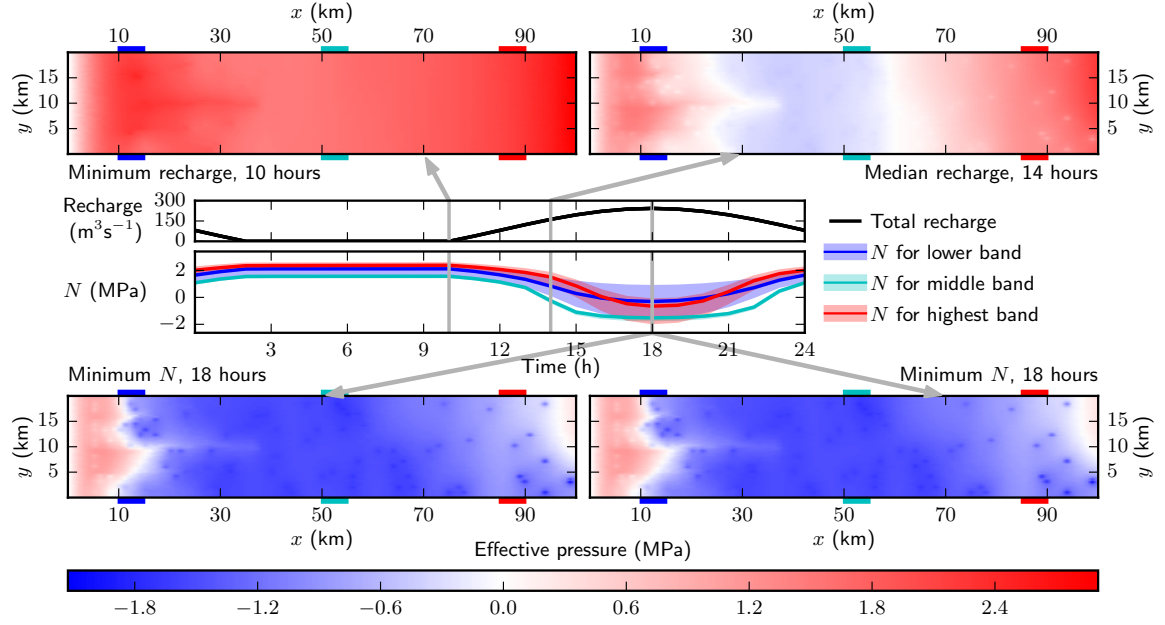 x (km)
x (km)
10 30 50 70 90
10 30 50 70 90
y (km)
15
10
5
15
10
5
y (km)
Minimum recharge, 10 hours
Median recharge, 14 hours
Recharge
(m³s⁻¹)
300
150
0
N (MPa)
2
0
−2
3 6 9 12 15 18 21 24
Time (h)
Total recharge
N for lower band
N for middle band
N for highest band
Minimum N, 18 hours
Minimum N, 18 hours
y (km)
15
10
5
15
10
5
y (km)
10 30 50 70 90
10 30 50 70 90
x (km)
x (km)
Effective pressure (MPa)
−1.8 −1.2 −0.6 0.0 0.6 1.2 1.8 2.4